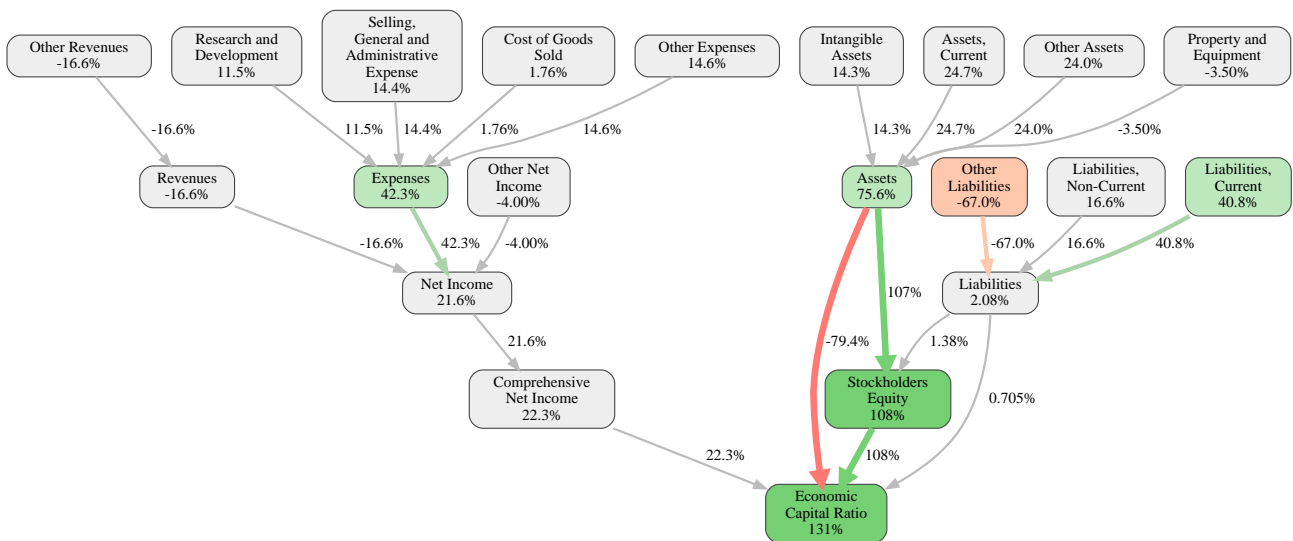 Other Revenues
-16.6%
Research and
Development
11.5%
Selling,
General and
Administrative
Expense
14.4%
Cost of Goods
Sold
1.76%
Other Expenses
14.6%
Intangible
Assets
14.3%
Assets,
Current
24.7%
Other Assets
24.0%
Property and
Equipment
-3.50%
-16.6%
11.5%
14.4%
1.76%
14.6%
14.3%
24.7%
24.0%
-3.50%
Revenues
-16.6%
Expenses
42.3%
Other Net
Income
-4.00%
Assets
75.6%
Other
Liabilities
-67.0%
Liabilities,
Non-Current
16.6%
Liabilities,
Current
40.8%
-16.6%
42.3%
-4.00%
-67.0%
16.6%
40.8%
Net Income
21.6%
107%
Liabilities
2.08%
21.6%
-79.4%
1.38%
Comprehensive
Net Income
22.3%
Stockholders
Equity
108%
0.705%
22.3%
108%
Economic
Capital Ratio
131%